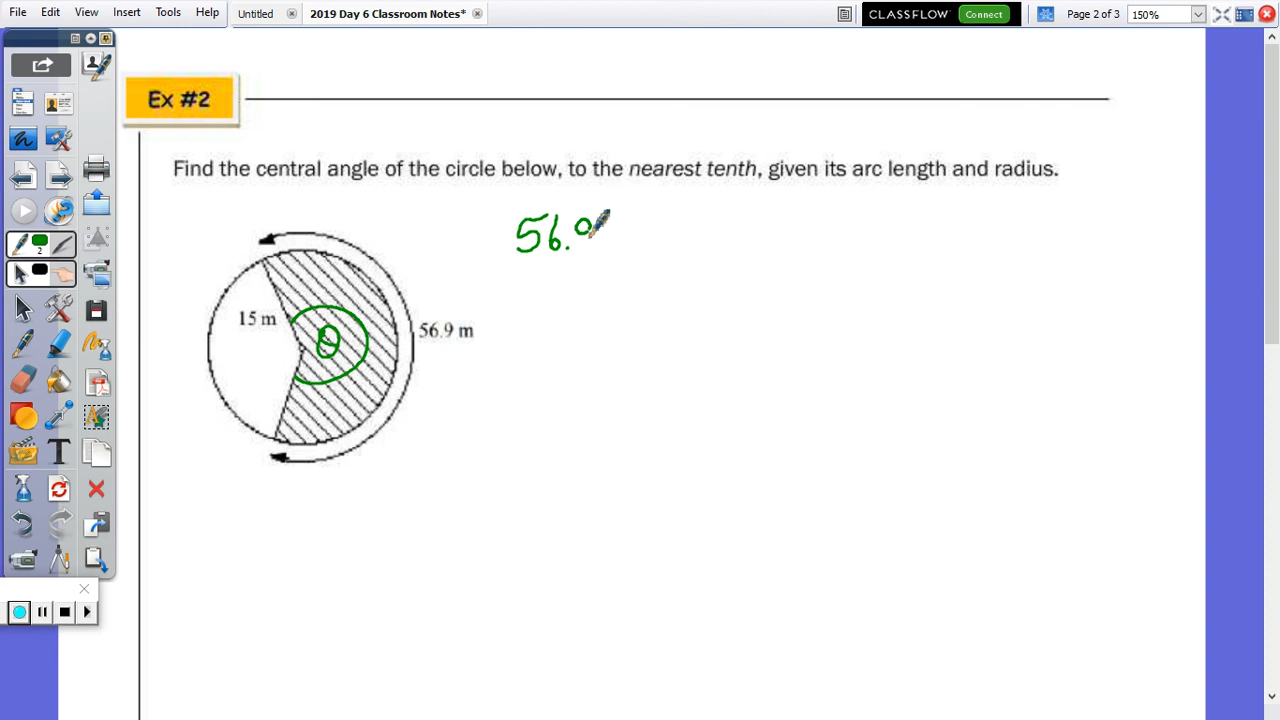 File Edit View Insert Tools Help Untitled 2019 Day 6 Classroom Notes* CLASSFLOW Connect Page 2 of 3 150%
Ex #2
Find the central angle of the circle below, to the nearest tenth, given its arc length and radius.
56.9
15 m
θ
56.9 m
2
T